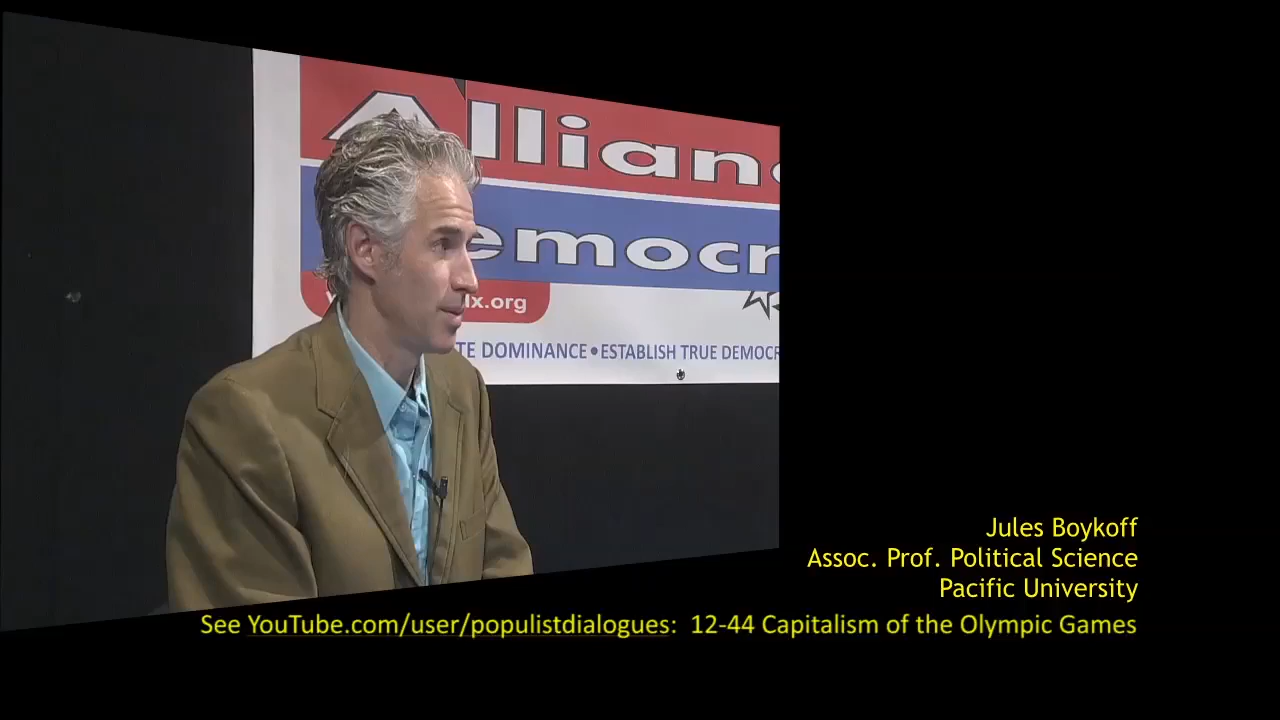 Allianc
emocr
lx.org
TE DOMINANCE • ESTABLISH TRUE DEMOCR
Jules Boykoff
Assoc. Prof. Political Science
Pacific University
See YouTube.com/user/populistdialogues: 12-44 Capitalism of the Olympic Games